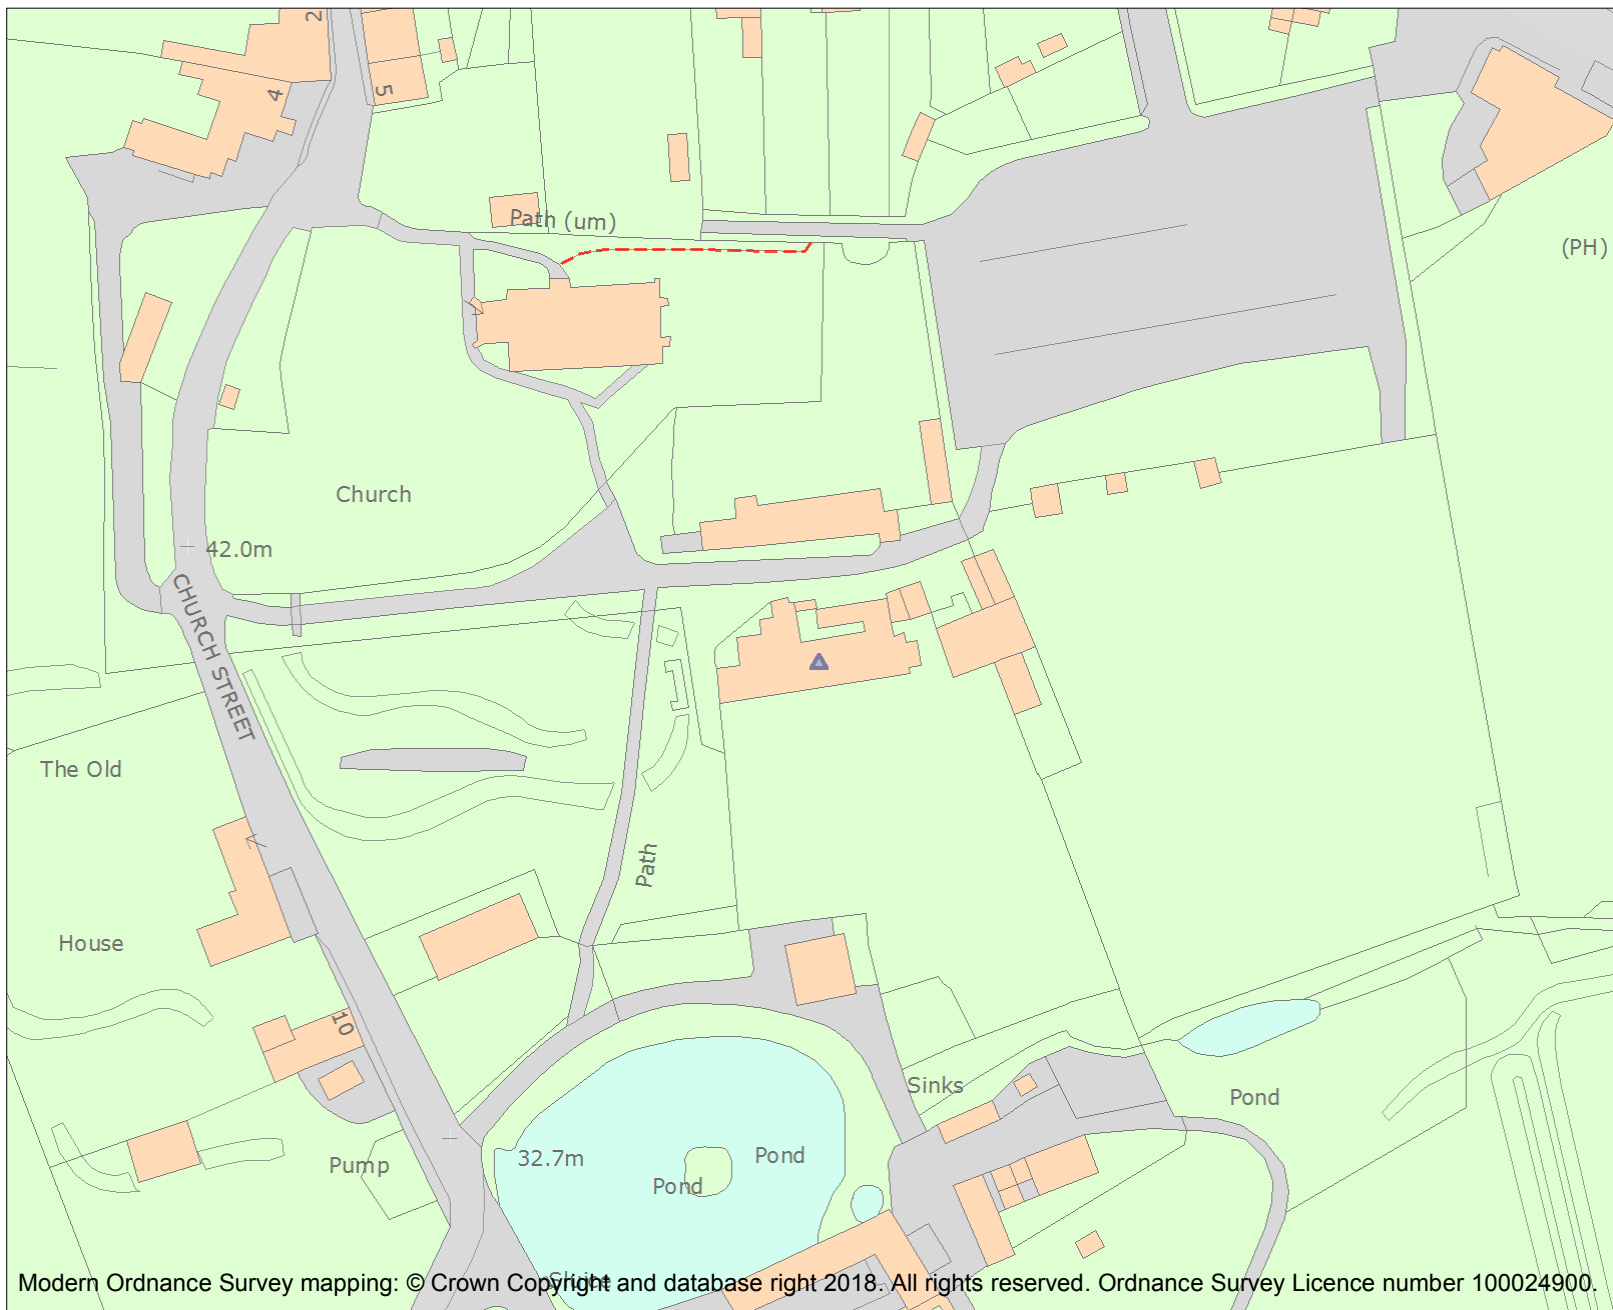 2
4
5
Path (um)
(PH)
Church
42.0m
CHURCH STREET
The Old
House
Path
10
Sinks
Pond
Pump
32.7m
Pond
Pond
Sluice
Modern Ordnance Survey mapping: © Crown Copyright and database right 2018. All rights reserved. Ordnance Survey Licence number 100024900.